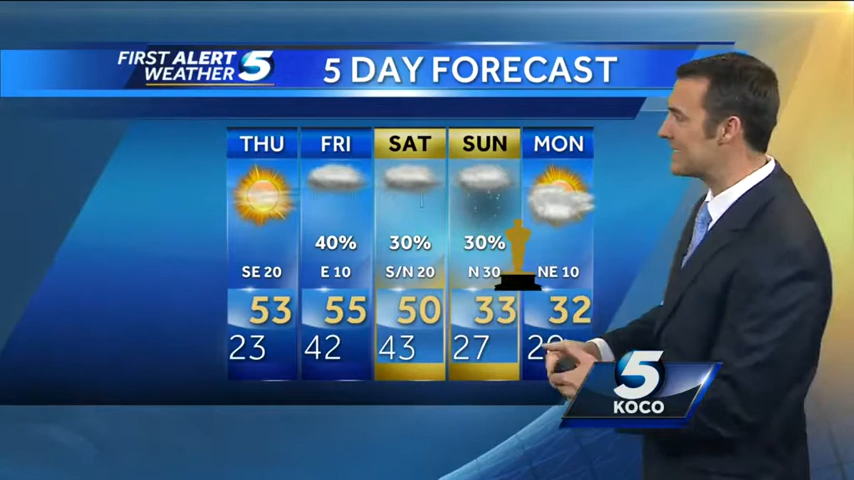 FIRST ALERT
WEATHER 5
5 DAY FORECAST
THU FRI SAT SUN MON
40% 30% 30%
SE 20 E 10 S/N 20 N 30 NE 10
53 55 50 33 32
23 42 43 27
5
KOCO